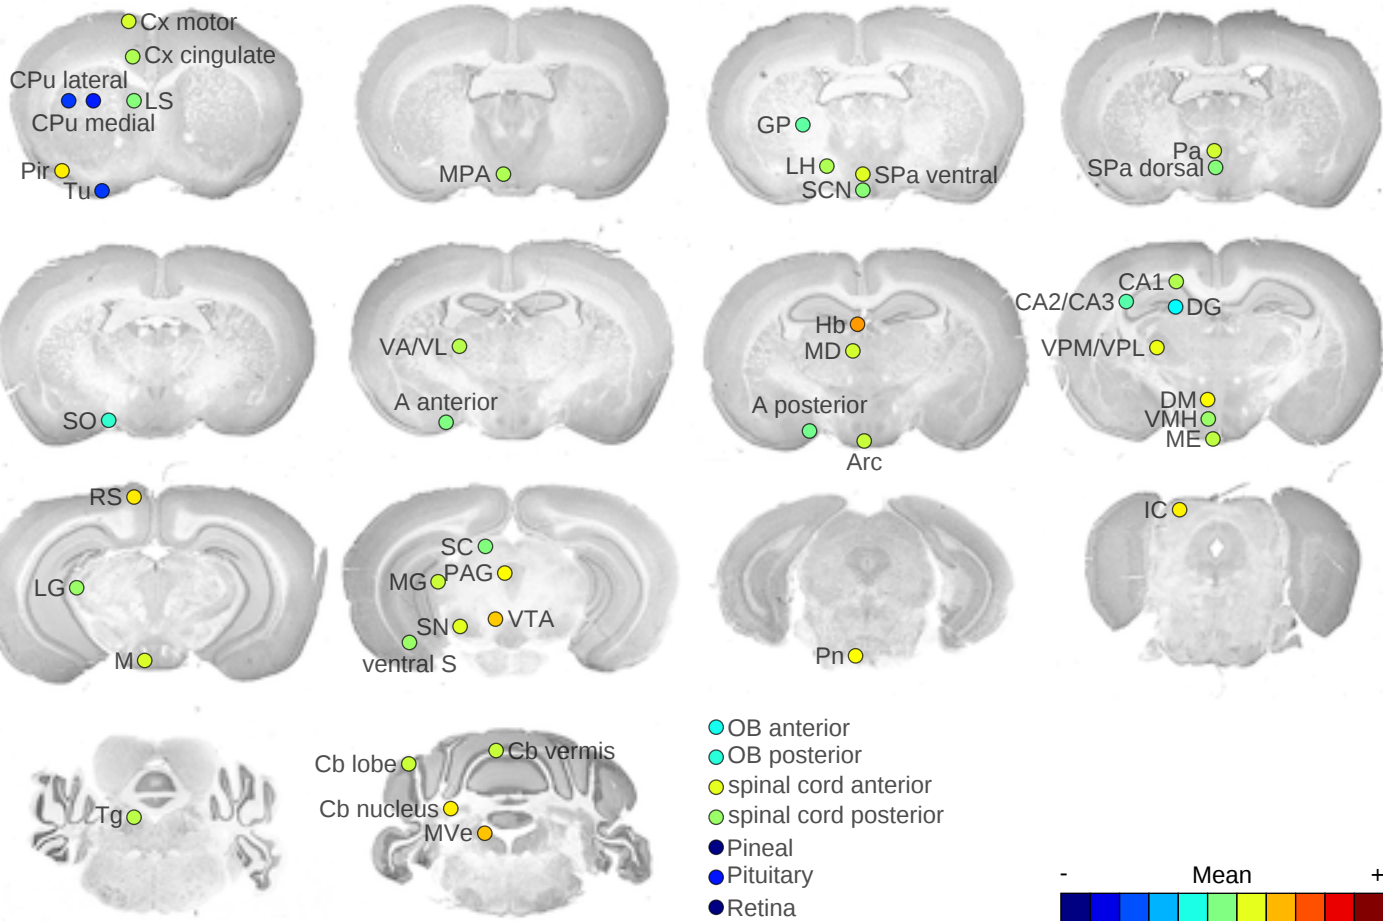 Cx motor
Cx cingulate
CPu lateral
LS
CPu medial
Pir
Tu
MPA
GP
LH
SPa ventral
SCN
Pa
SPa dorsal
SO
VA/VL
A anterior
Hb
MD
A posterior
Arc
CA1
CA2/CA3
DG
VPM/VPL
DM
VMH
ME
RS
LG
M
SC
MG
PAG
SN
VTA
ventral S
Pn
IC
Tg
Cb lobe
Cb vermis
Cb nucleus
MVe
OB anterior
OB posterior
spinal cord anterior
spinal cord posterior
Pineal
Pituitary
Retina
- Mean +